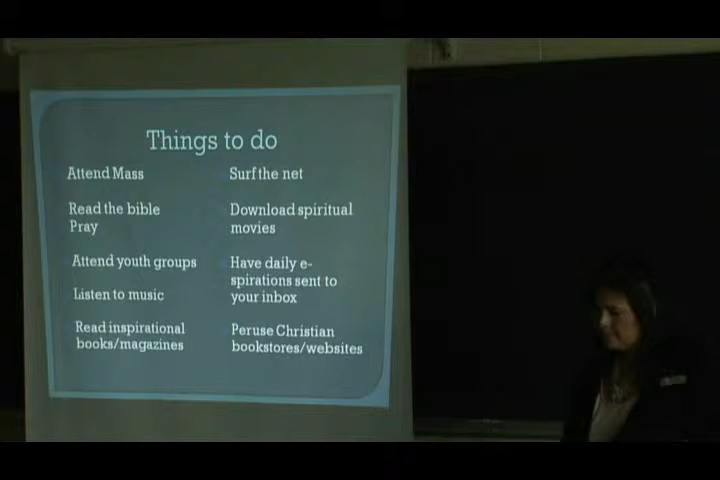 Things to do
Attend Mass
Read the bible
Pray
Attend youth groups
Listen to music
Read inspirational
books/magazines
Surf the net
Download spiritual
movies
Have daily e-
spirations sent to
your inbox
Peruse Christian
bookstores/websites